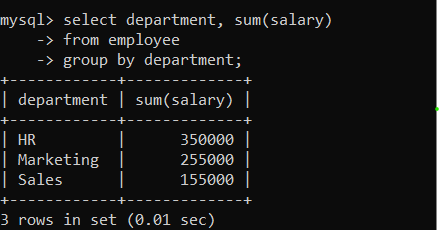 mysql> select department, sum(salary)
    -> from employee
    -> group by department;
+------------+-------------+
| department | sum(salary) |
+------------+-------------+
| HR         |      350000 |
| Marketing  |      255000 |
| Sales      |      155000 |
+------------+-------------+
3 rows in set (0.01 sec)